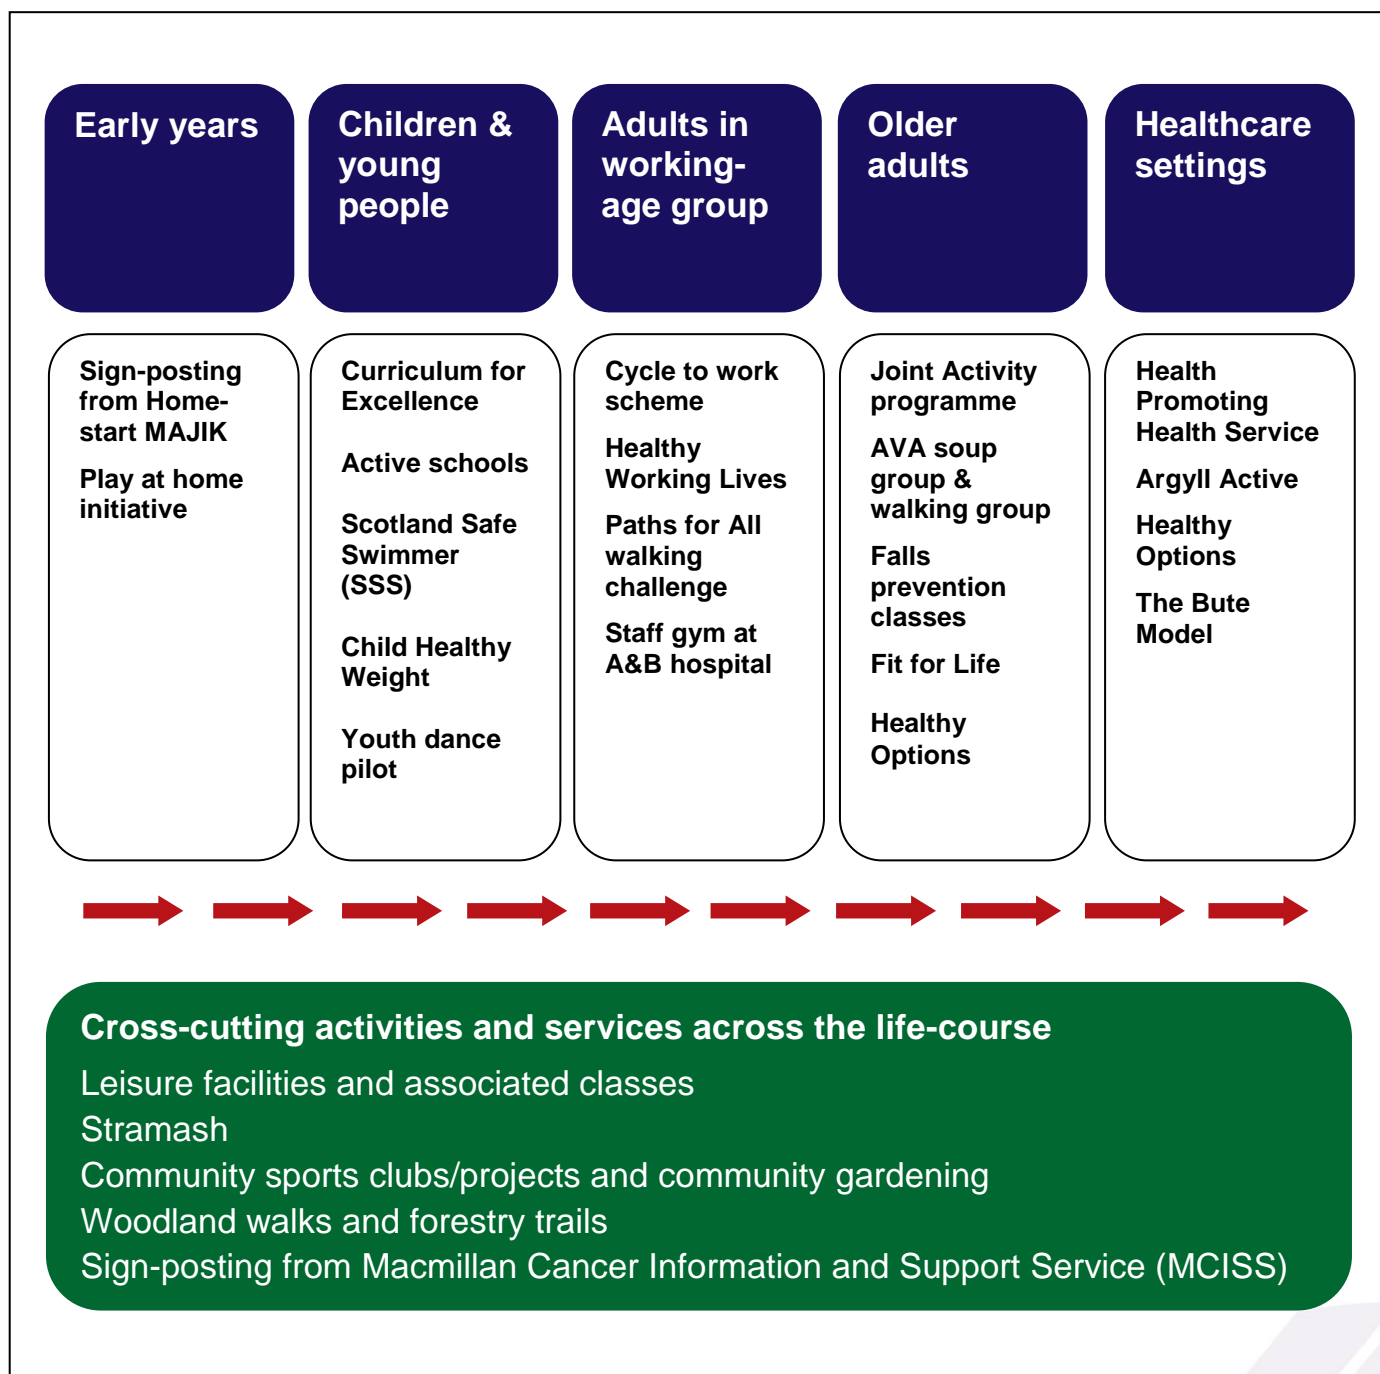 Early years
Children &
young
people
Adults in
working-
age group
Older
adults
Healthcare
settings
Sign-posting
from Home-
start MAJIK
Play at home
initiative
Curriculum for
Excellence
Active schools
Scotland Safe
Swimmer
(SSS)
Child Healthy
Weight
Youth dance
pilot
Cycle to work
scheme
Healthy
Working Lives
Paths for All
walking
challenge
Staff gym at
A&B hospital
Joint Activity
programme
AVA soup
group &
walking group
Falls
prevention
classes
Fit for Life
Healthy
Options
Health
Promoting
Health Service
Argyll Active
Healthy
Options
The Bute
Model
Cross-cutting activities and services across the life-course
Leisure facilities and associated classes
Stramash
Community sports clubs/projects and community gardening
Woodland walks and forestry trails
Sign-posting from Macmillan Cancer Information and Support Service (MCISS)